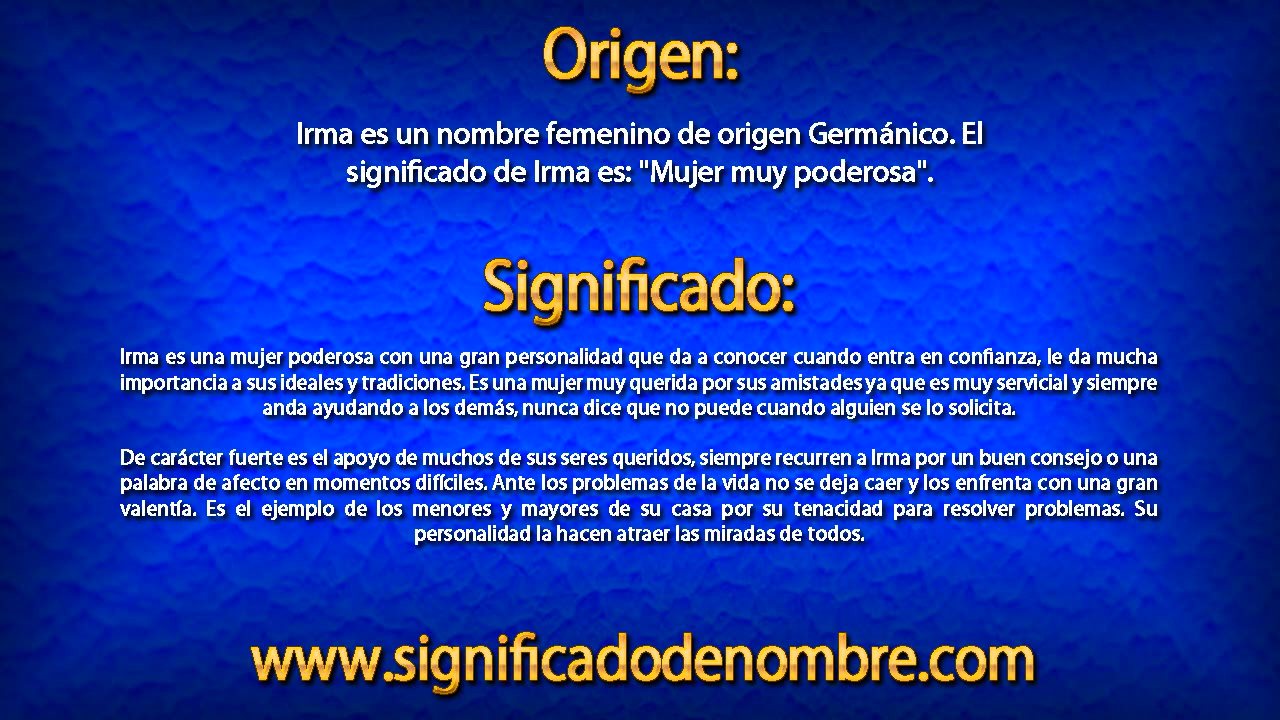 Origen:
Irma es un nombre femenino de origen Germánico. El
significado de Irma es: "Mujer muy poderosa".
Significado:
Irma es una mujer poderosa con una gran personalidad que da a conocer cuando entra en confianza, le da mucha
importancia a sus ideales y tradiciones. Es una mujer muy querida por sus amistades ya que es muy servicial y siempre
anda ayudando a los demás, nunca dice que no puede cuando alguien se lo solicita.
De carácter fuerte es el apoyo de muchos de sus seres queridos, siempre recurren a Irma por un buen consejo o una
palabra de afecto en momentos difíciles. Ante los problemas de la vida no se deja caer y los enfrenta con una gran
valentía. Es el ejemplo de los menores y mayores de su casa por su tenacidad para resolver problemas. Su
personalidad la hacen atraer las miradas de todos.
www.significadodenombre.com